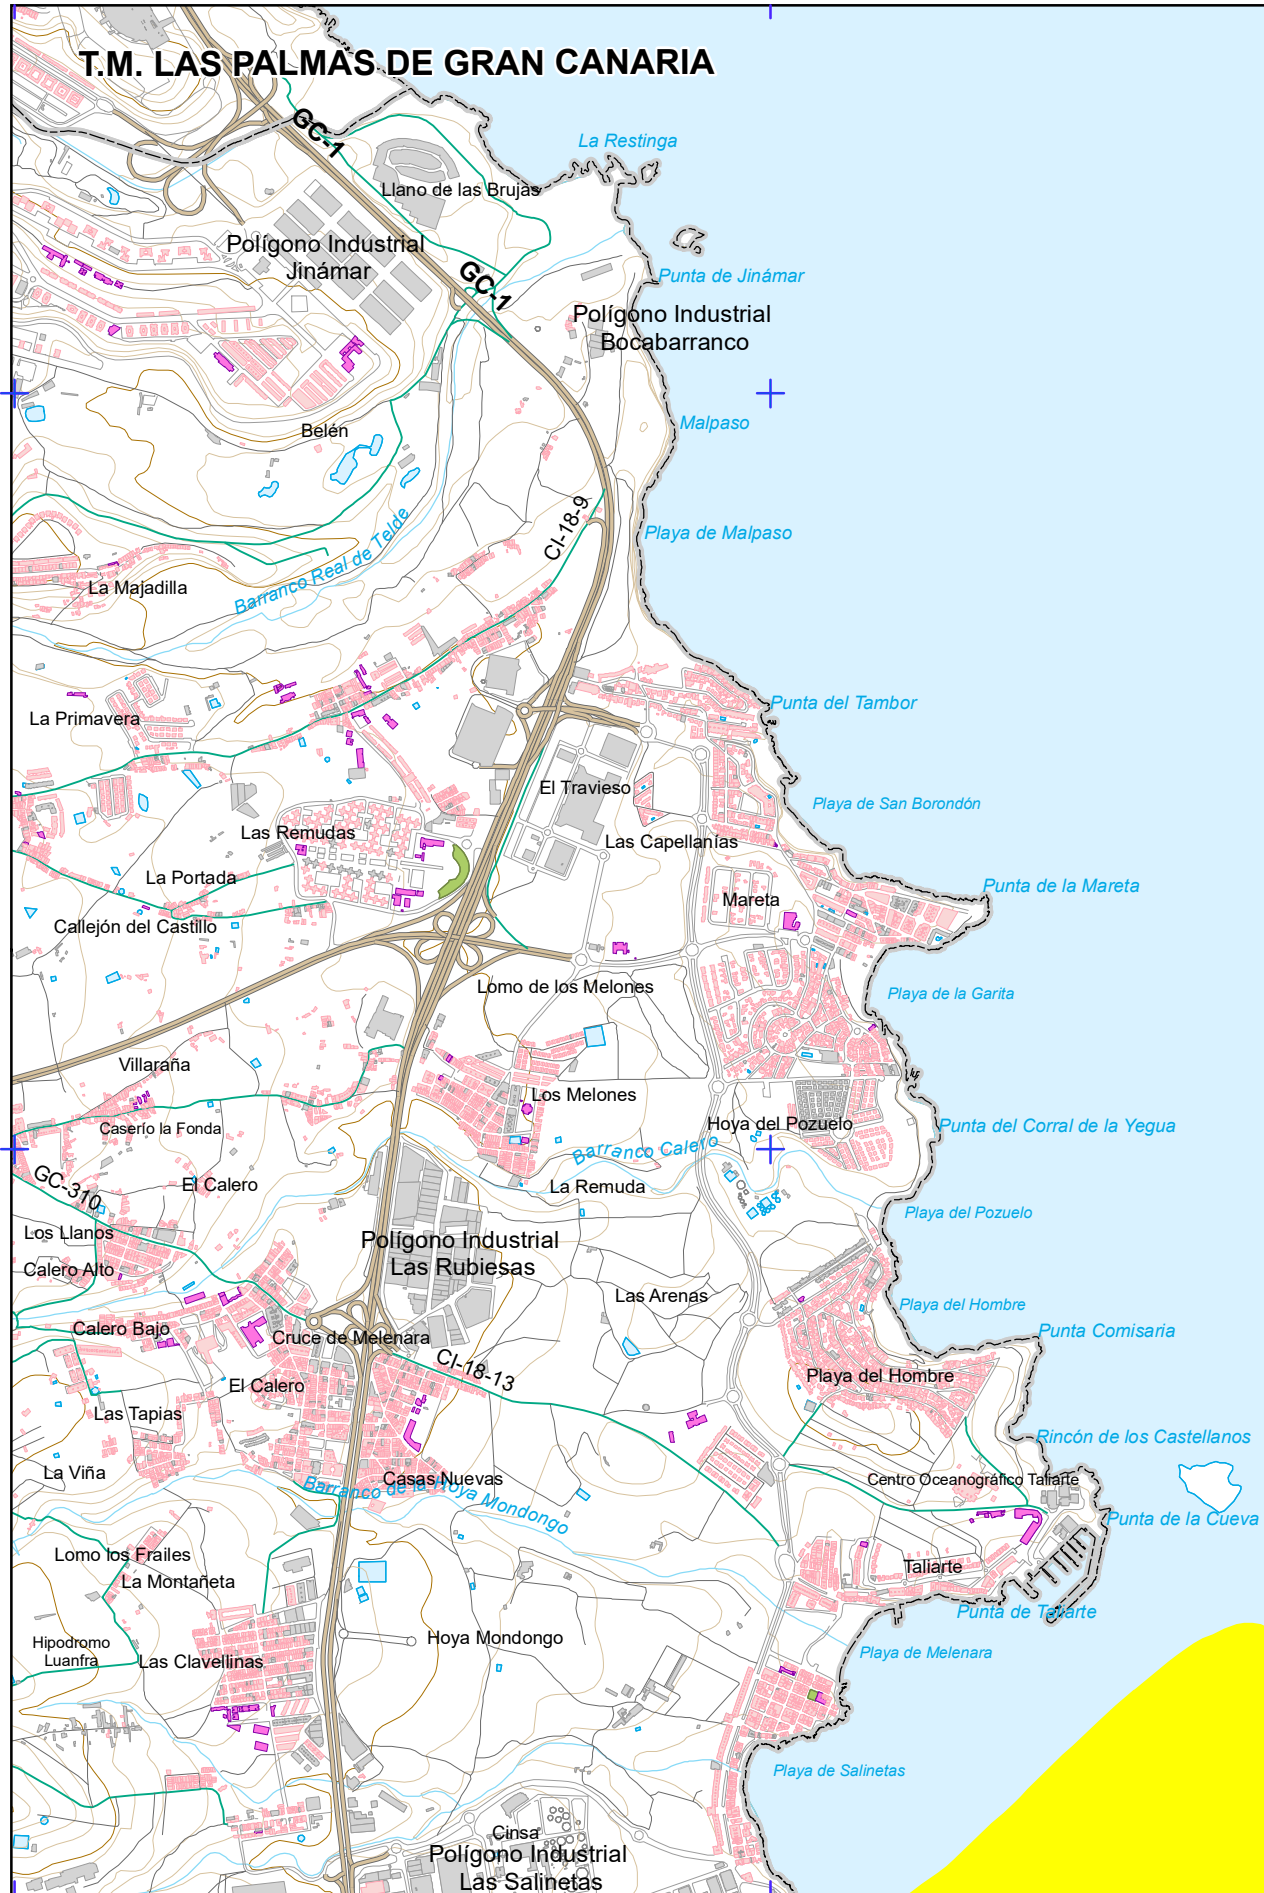 T.M. LAS PALMAS DE GRAN CANARIA
GC-1
La Restinga
Llano de las Brujas
Polígono Industrial
Jinámar
GC-1
Punta de Jinámar
Polígono Industrial
Bocabarranco
Malpaso
Belén
CI-18-9
Playa de Malpaso
Barranco Real de Telde
La Majadilla
Punta del Tambor
La Primavera
El Travieso
Playa de San Borondón
Las Remudas
Las Capellanías
La Portada
Punta de la Mareta
Mareta
Callejón del Castillo
Lomo de los Melones
Playa de la Garita
Villaraña
Los Melones
Caserío la Fonda
Hoya del Pozuelo
Punta del Corral de la Yegua
Barranco Calero
GC-310
El Calero
La Remuda
Playa del Pozuelo
Los Llanos
Polígono Industrial
Las Rubiesas
Calero Alto
Las Arenas
Playa del Hombre
Calero Bajo
Cruce de Melenara
Punta Comisaria
CI-18-13
El Calero
Playa del Hombre
Las Tapias
Rincón de los Castellanos
La Viña
Casas Nuevas
Centro Oceanográfico Taliarte
Barranco de la Hoya Mondongo
Punta de la Cueva
Lomo los Frailes
La Montañeta
Taliarte
Punta de Taliarte
Hipodromo
Luanfra
Hoya Mondongo
Playa de Melenara
Las Clavellinas
Playa de Salinetas
Cinsa
Polígono Industrial
Las Salinetas